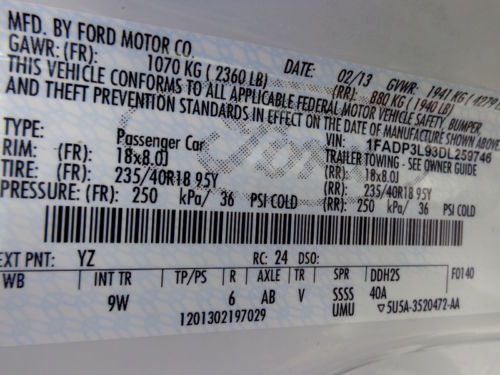 MFD. BY FORD MOTOR CO.
DATE: 02/13 GVWR: 1941 KG (4279
GAWR: (FR): 1070 KG (2360 LB) (RR): 880 KG (1940 LB)
THIS VEHICLE CONFORMS TO ALL APPLICABLE FEDERAL MOTOR VEHICLE SAFETY, BUMPER,
AND THEFT PREVENTION STANDARDS IN EFFECT ON THE DATE OF MANUFACTURE SHOWN ABOVE.
VIN: 1FADP3L93DL259746
TYPE: Passenger Car TRAILER TOWING - SEE OWNER GUIDE
RIM: (FR): 18x8.0J (RR): 18x8.0J
TIRE: (FR): 235/40R18 95Y (RR): 235/40R18 95Y
PRESSURE: (FR): 250 kPa/ 36 PSI COLD (RR): 250 kPa/ 36 PSI COLD
EXT PNT: YZ RC: 24 DSO: F0140
WB INT TR TP/PS R AXLE TR SPR DDH2S
9W 6 AB V SSSS 40A
1201302197029 UMU ▽5U5A-3520472-AA